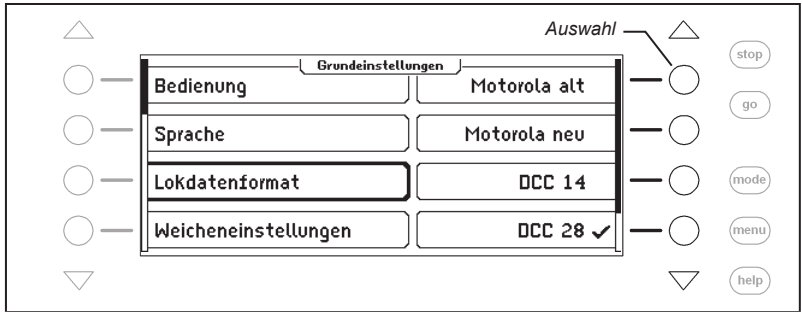 Auswahl
Grundeinstellungen
Bedienung
Motorola alt
Sprache
Motorola neu
Lokdatenformat
DCC 14
Weicheneinstellungen
DCC 28 ✓
stop
go
mode
menu
help